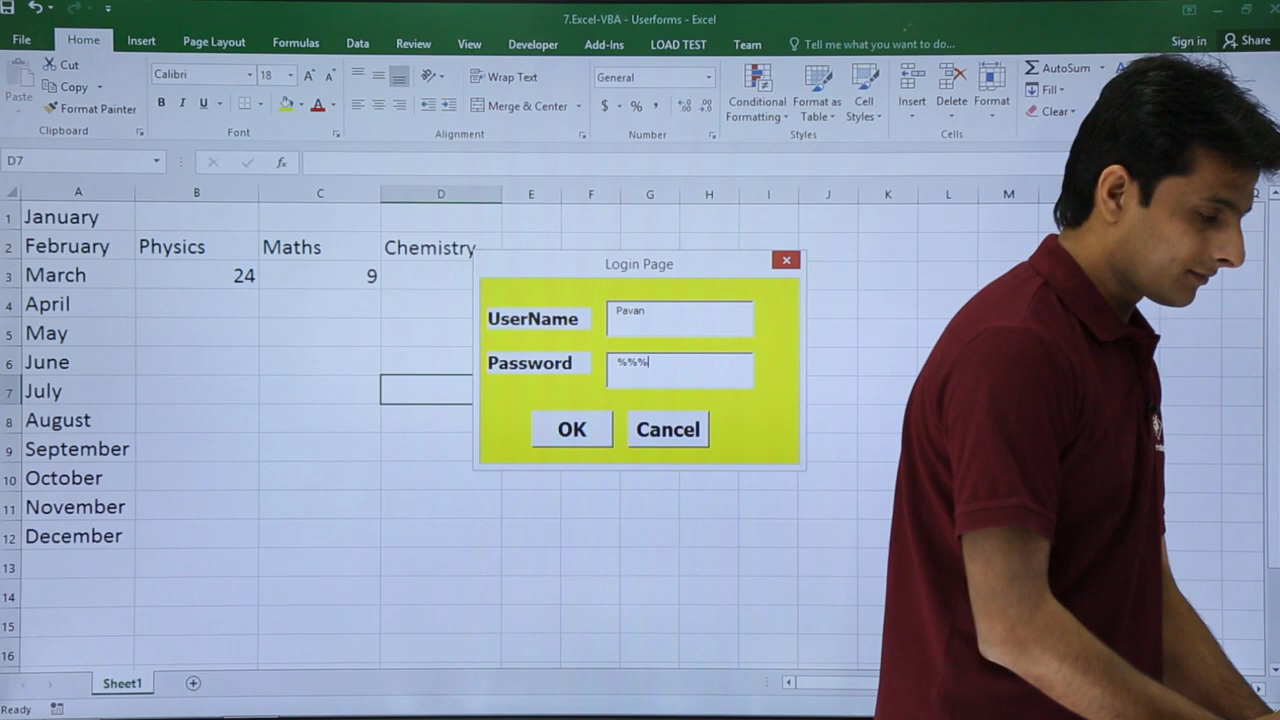 7.Excel-VBA - Userforms - Excel
File Home Insert Page Layout Formulas Data Review View Developer Add-Ins LOAD TEST Team Tell me what you want to do... Sign in Share
Cut
Copy
Format Painter
Paste
Clipboard
Calibri 18
B I U
Font
Wrap Text
Merge & Center
Alignment
General
$ % ,
Number
Conditional Formatting
Format as Table
Cell Styles
Styles
Insert Delete Format
Cells
AutoSum
Fill
Clear
D7 fx
A B C D E F G H I J K L M
1 January
2 February Physics Maths Chemistry
3 March 24 9
4 April
5 May
6 June
7 July
8 August
9 September
10 October
11 November
12 December
13
14
15
16
Login Page
UserName Pavan
Password %%%
OK Cancel
Sheet1
Ready